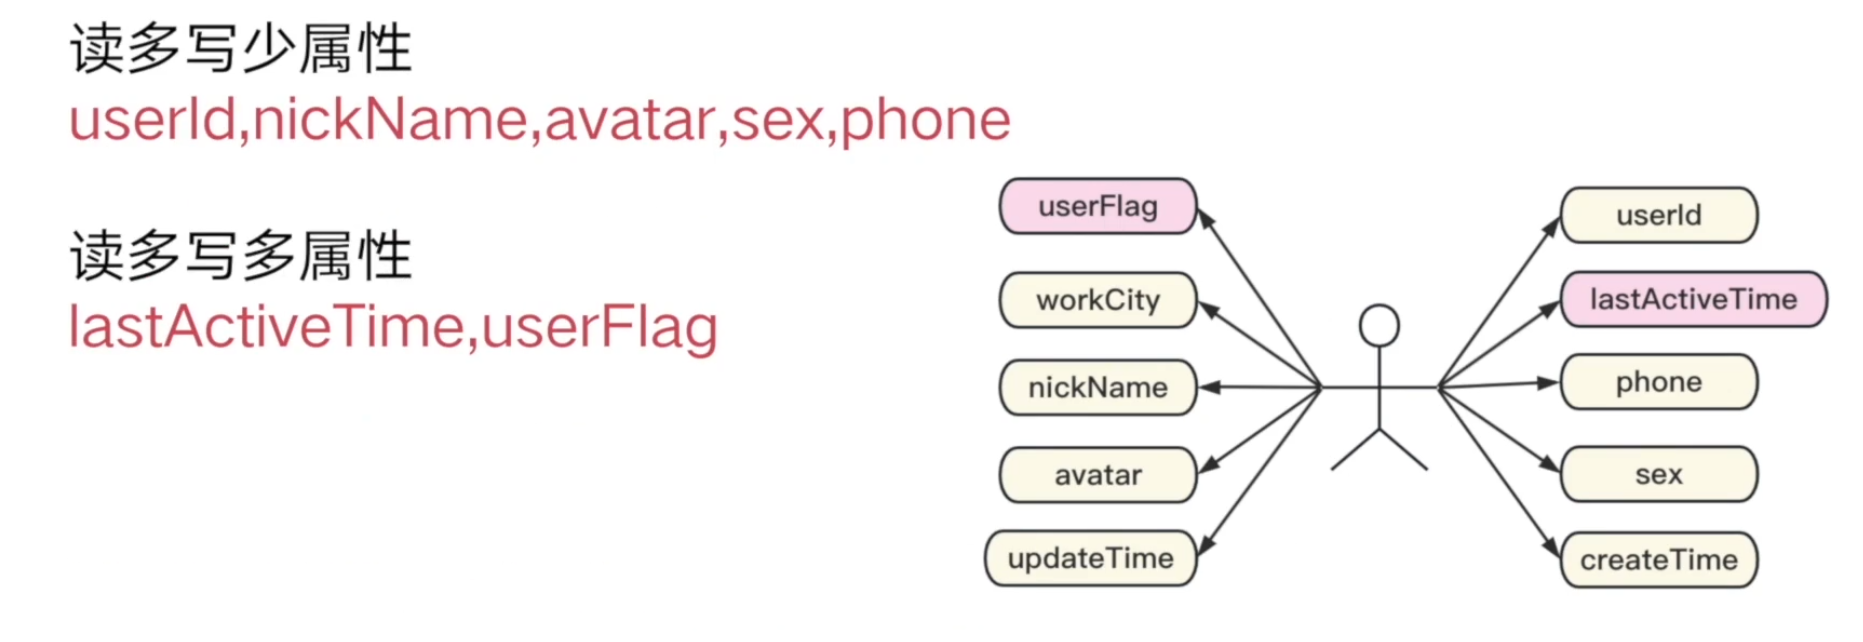 读多写少属性
userId,nickName,avatar,sex,phone
读多写多属性
lastActiveTime,userFlag
userFlag
workCity
nickName
avatar
updateTime
userId
lastActiveTime
phone
sex
createTime